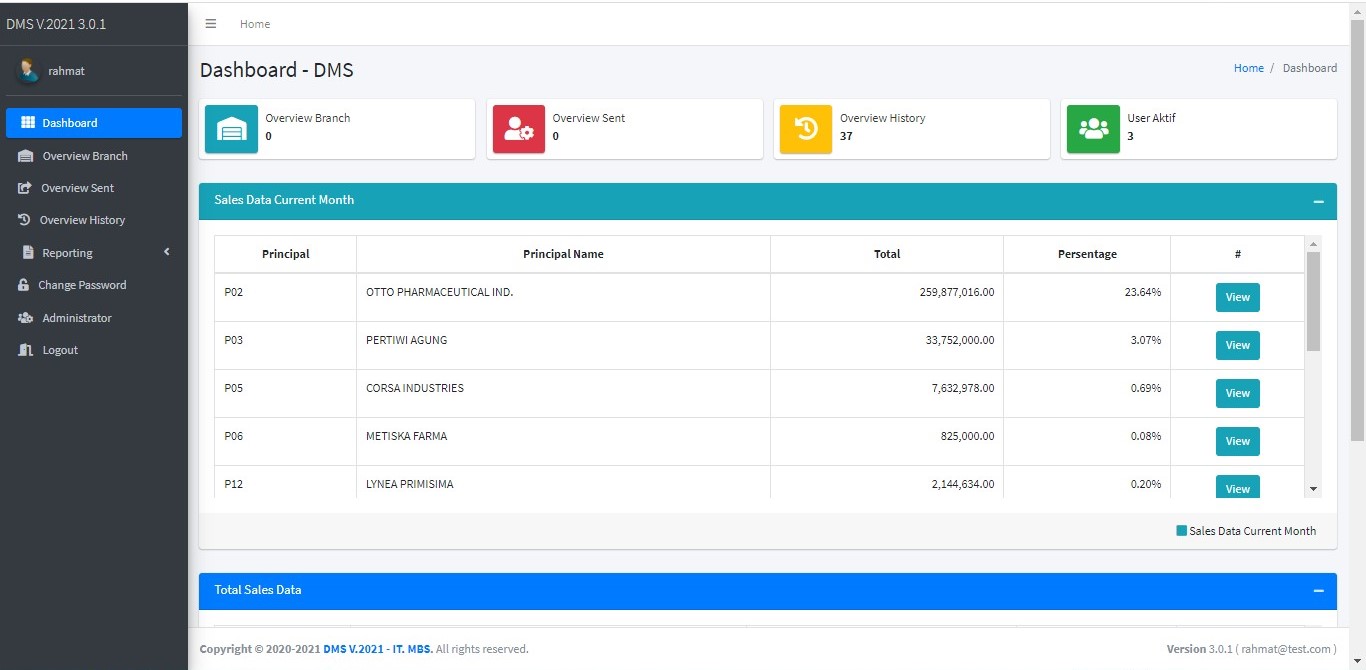 DMS V.2021 3.0.1
Home
rahmat
Dashboard
Overview Branch
Overview Sent
Overview History
Reporting
Change Password
Administrator
Logout
Dashboard - DMS
Home / Dashboard
Overview Branch
0
Overview Sent
0
Overview History
37
User Aktif
3
Sales Data Current Month
Principal Principal Name Total Persentage #
P02 OTTO PHARMACEUTICAL IND. 259,877,016.00 23.64% View
P03 PERTIWI AGUNG 33,752,000.00 3.07% View
P05 CORSA INDUSTRIES 7,632,978.00 0.69% View
P06 METISKA FARMA 825,000.00 0.08% View
P12 LYNEA PRIMISIMA 2,144,634.00 0.20% View
Sales Data Current Month
Total Sales Data
Copyright © 2020-2021 DMS V.2021 - IT. MBS. All rights reserved.
Version 3.0.1 ( rahmat@test.com )